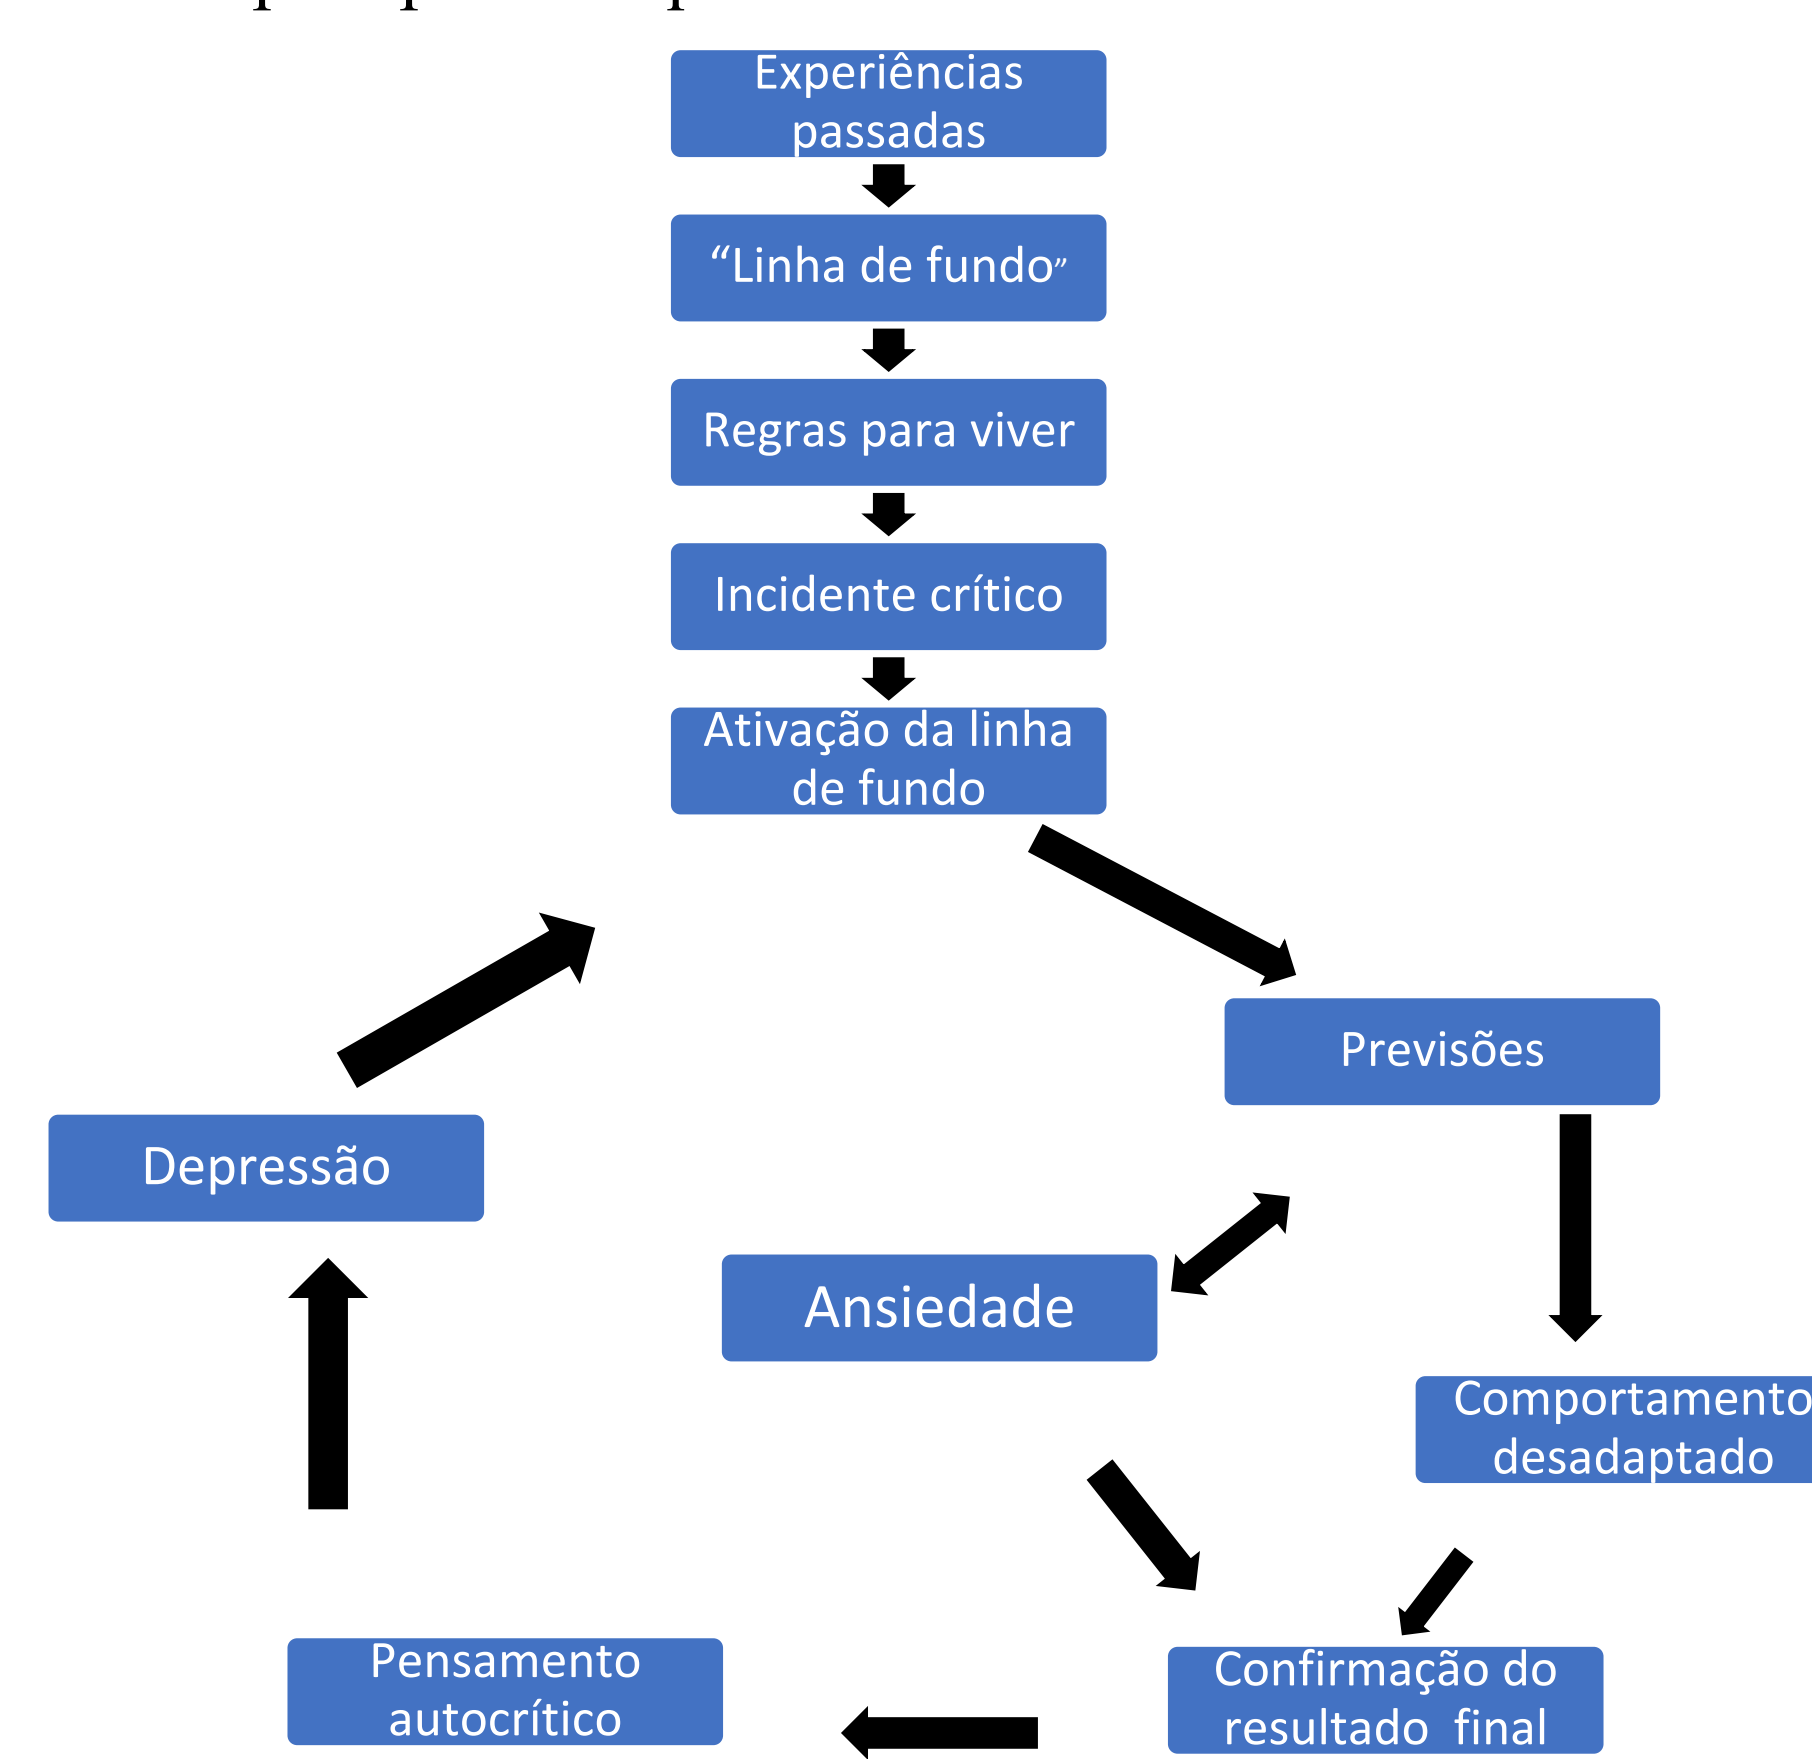 Experiências
passadas
“Linha de fundo”
Regras para viver
Incidente crítico
Ativação da linha
de fundo
Previsões
Depressão
Ansiedade
Comportamento
desadaptado
Pensamento
autocrítico
Confirmação do
resultado final